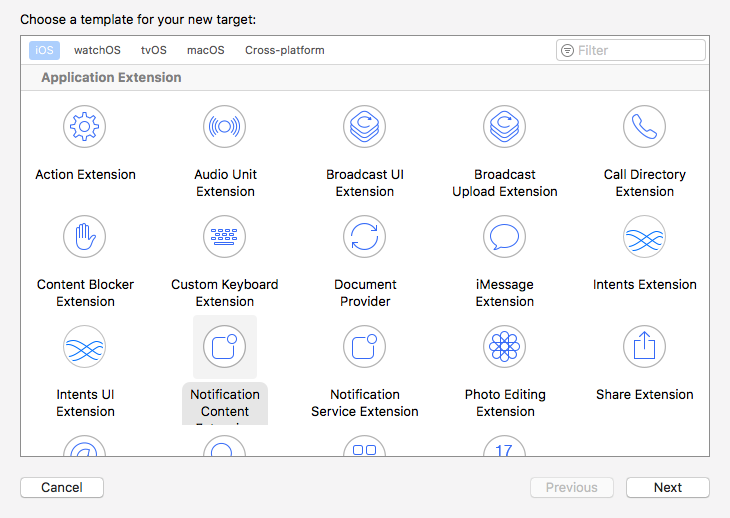 Choose a template for your new target:
iOS watchOS tvOS macOS Cross-platform Filter
Application Extension
Action Extension
Audio Unit
Extension
Broadcast UI
Extension
Broadcast
Upload Extension
Call Directory
Extension
Content Blocker
Extension
Custom Keyboard
Extension
Document
Provider
iMessage
Extension
Intents Extension
Intents UI
Extension
Notification
Content
Notification
Service Extension
Photo Editing
Extension
Share Extension
17
Cancel Previous Next